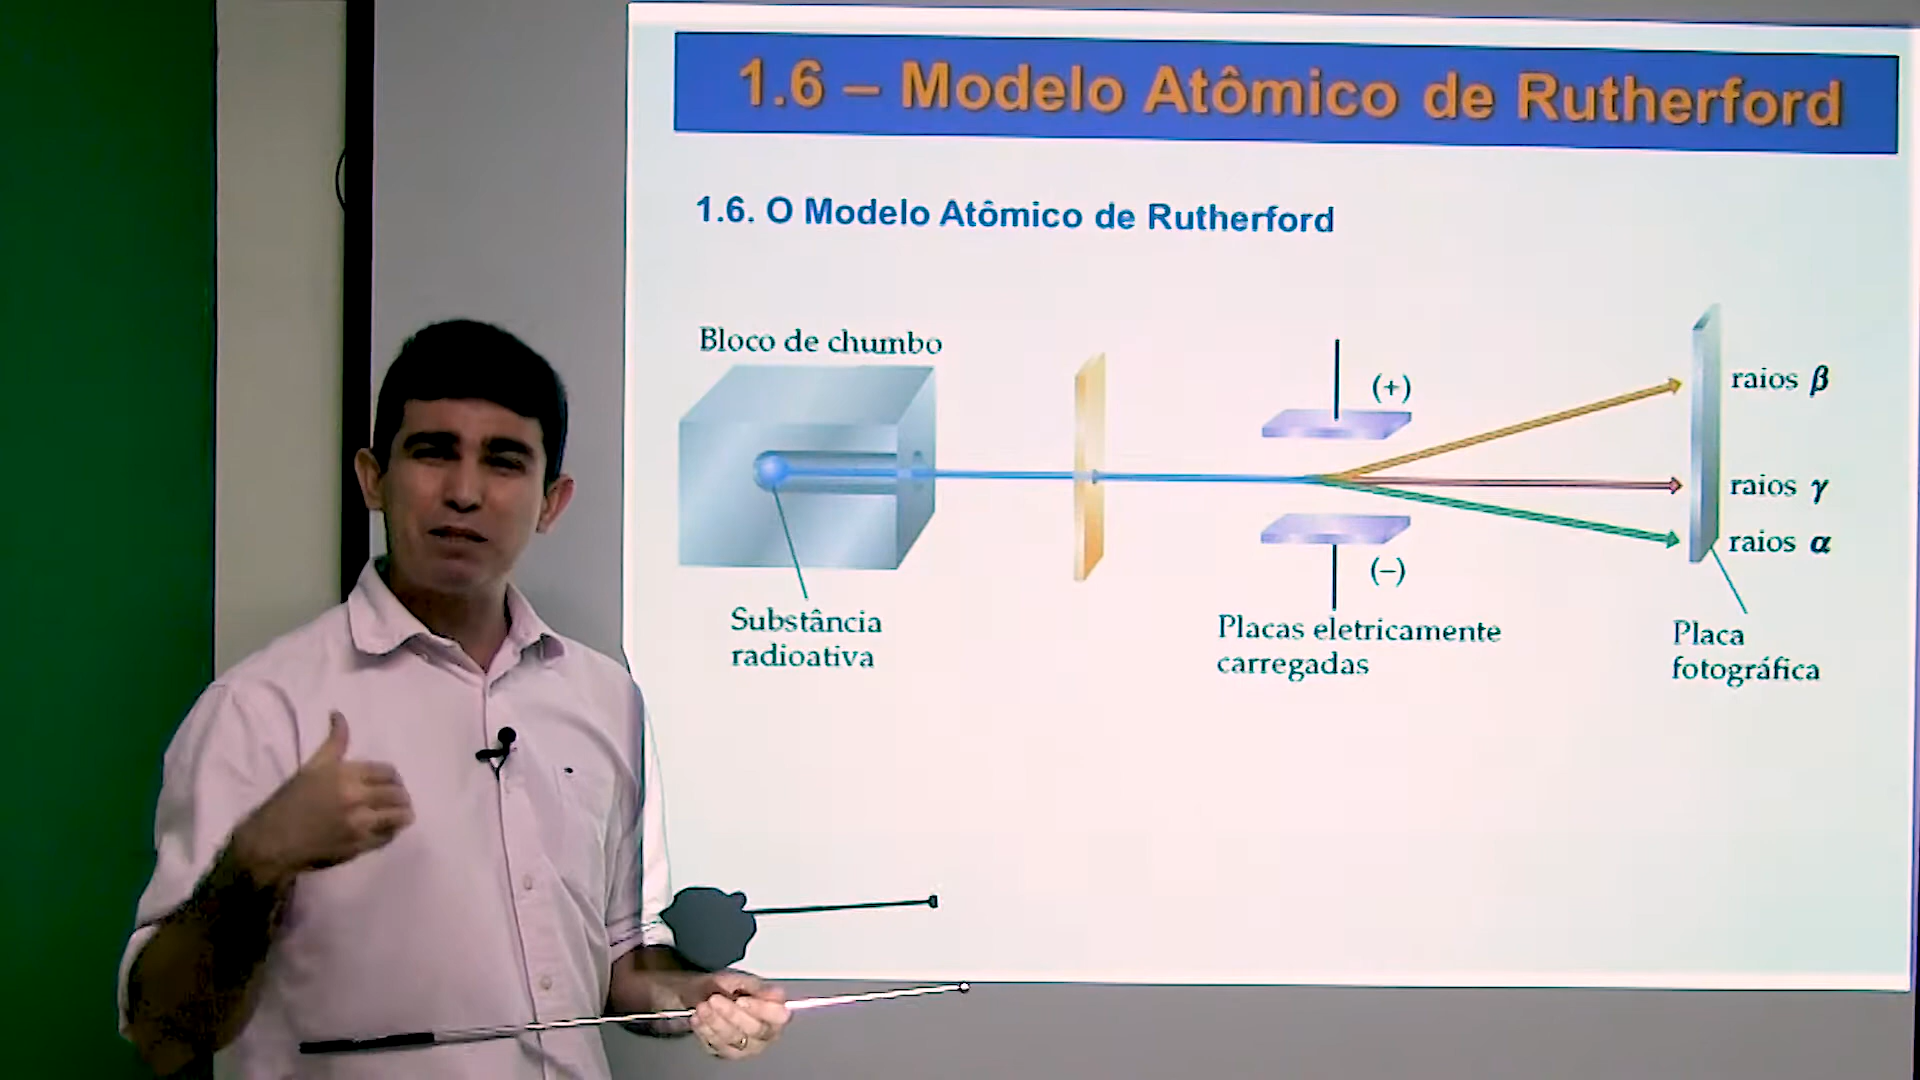 1.6 – Modelo Atômico de Rutherford
1.6. O Modelo Atômico de Rutherford
Bloco de chumbo
Substância
radioativa
(+)
(–)
Placas eletricamente
carregadas
raios β
raios γ
raios α
Placa
fotográfica